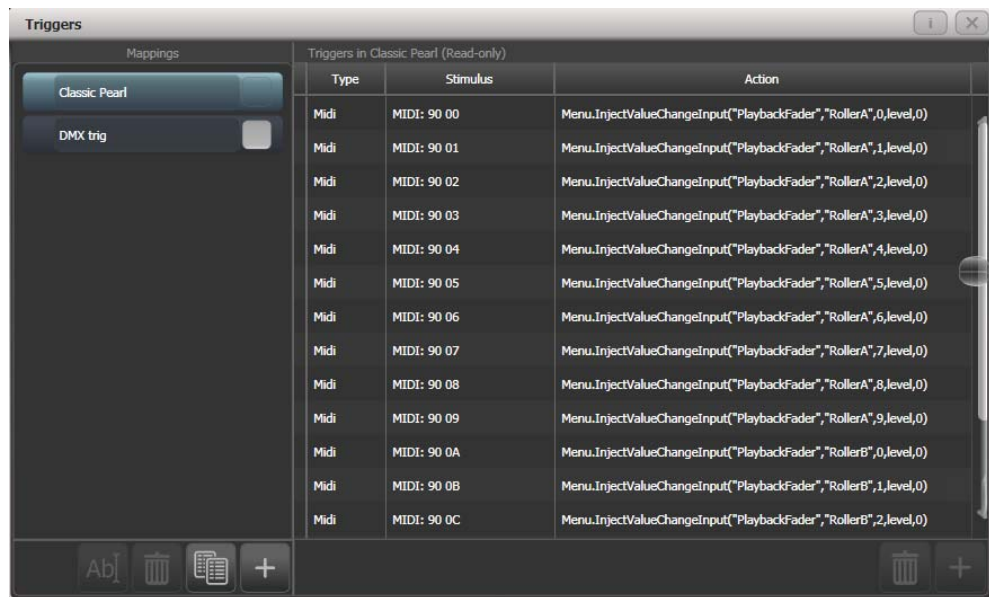 Triggers
i
Mappings
Triggers in Classic Pearl (Read-only)
Classic Pearl
DMX trig
Type Stimulus Action
Midi MIDI: 90 00 Menu.InjectValueChangeInput("PlaybackFader","RollerA",0,level,0)
Midi MIDI: 90 01 Menu.InjectValueChangeInput("PlaybackFader","RollerA",1,level,0)
Midi MIDI: 90 02 Menu.InjectValueChangeInput("PlaybackFader","RollerA",2,level,0)
Midi MIDI: 90 03 Menu.InjectValueChangeInput("PlaybackFader","RollerA",3,level,0)
Midi MIDI: 90 04 Menu.InjectValueChangeInput("PlaybackFader","RollerA",4,level,0)
Midi MIDI: 90 05 Menu.InjectValueChangeInput("PlaybackFader","RollerA",5,level,0)
Midi MIDI: 90 06 Menu.InjectValueChangeInput("PlaybackFader","RollerA",6,level,0)
Midi MIDI: 90 07 Menu.InjectValueChangeInput("PlaybackFader","RollerA",7,level,0)
Midi MIDI: 90 08 Menu.InjectValueChangeInput("PlaybackFader","RollerA",8,level,0)
Midi MIDI: 90 09 Menu.InjectValueChangeInput("PlaybackFader","RollerA",9,level,0)
Midi MIDI: 90 0A Menu.InjectValueChangeInput("PlaybackFader","RollerB",0,level,0)
Midi MIDI: 90 0B Menu.InjectValueChangeInput("PlaybackFader","RollerB",1,level,0)
Midi MIDI: 90 0C Menu.InjectValueChangeInput("PlaybackFader","RollerB",2,level,0)
Ab